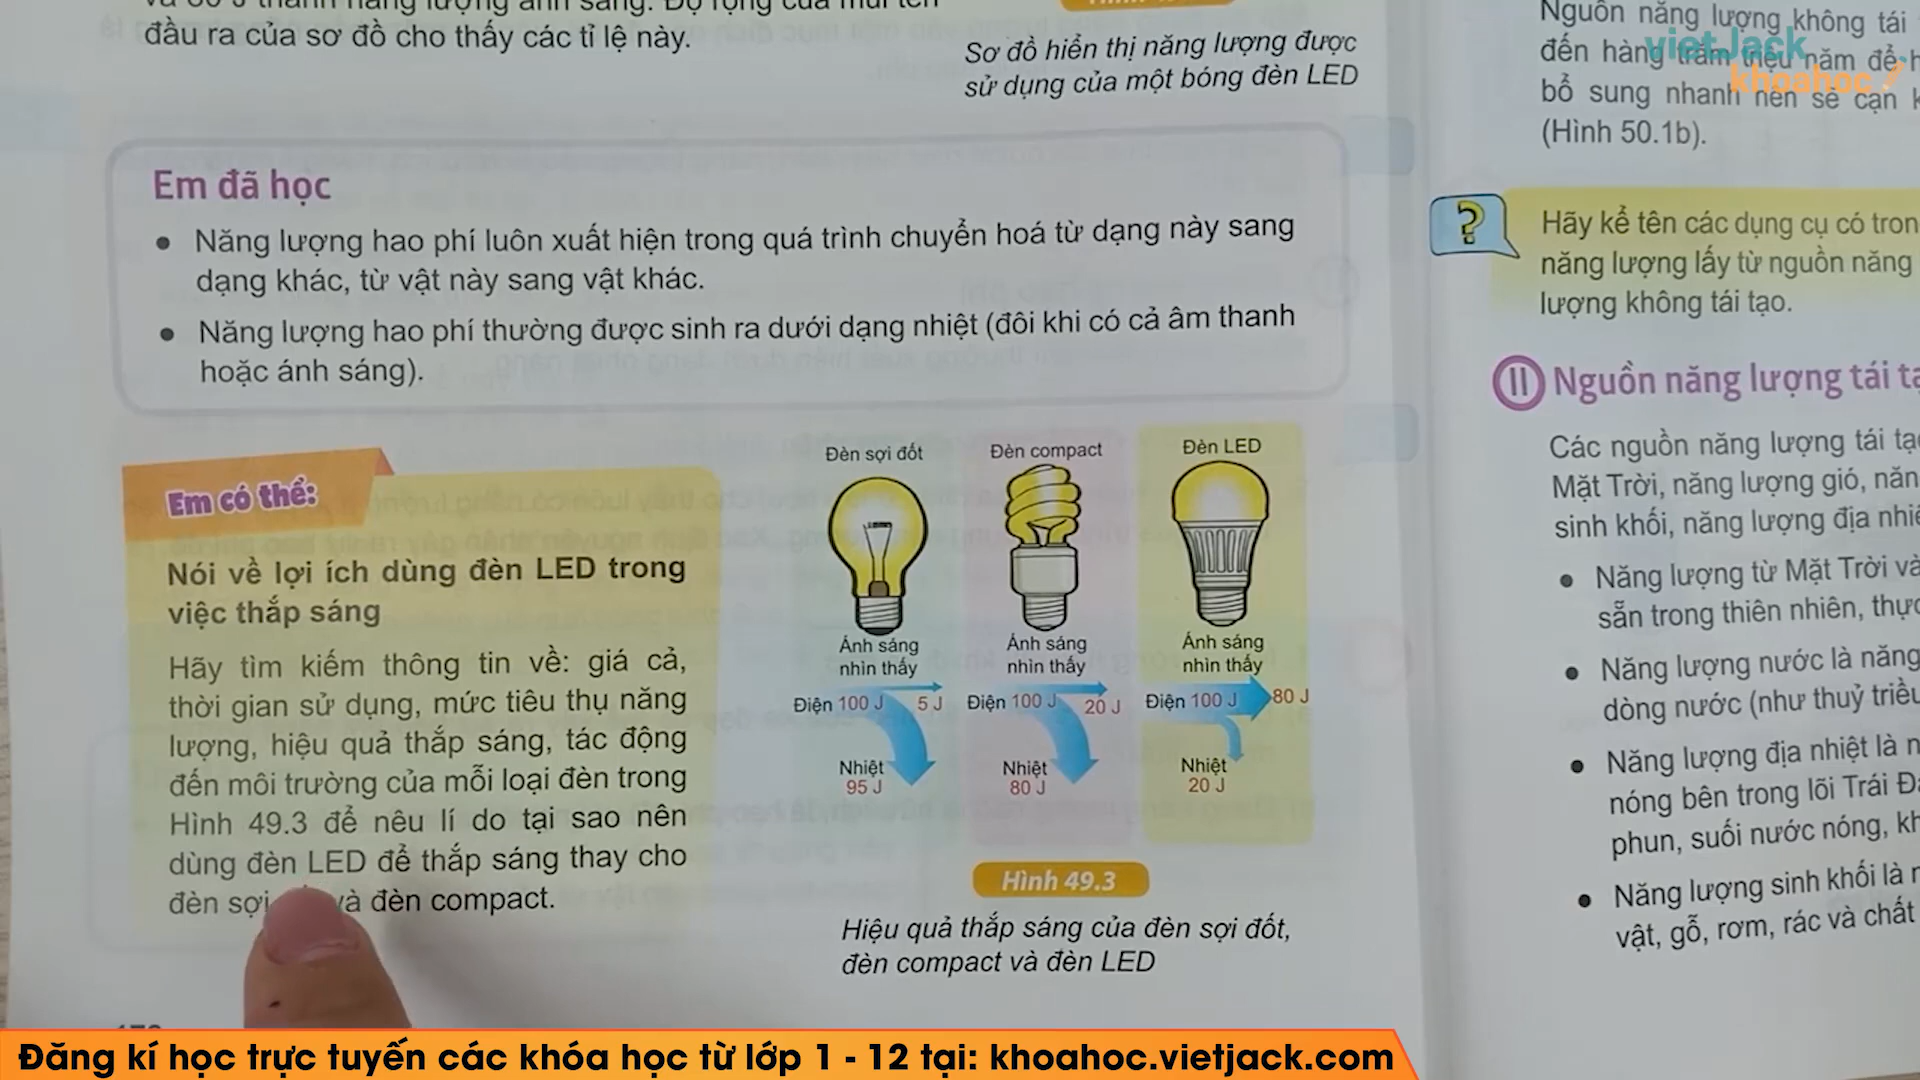 đầu ra của sơ đồ cho thấy các tỉ lệ này.
Sơ đồ hiển thị năng lượng được
sử dụng của một bóng đèn LED
Em đã học
• Năng lượng hao phí luôn xuất hiện trong quá trình chuyển hoá từ dạng này sang
dạng khác, từ vật này sang vật khác.
• Năng lượng hao phí thường được sinh ra dưới dạng nhiệt (đôi khi có cả âm thanh
hoặc ánh sáng).
Em có thể:
Nói về lợi ích dùng đèn LED trong
việc thắp sáng
Hãy tìm kiếm thông tin về: giá cả,
thời gian sử dụng, mức tiêu thụ năng
lượng, hiệu quả thắp sáng, tác động
đến môi trường của mỗi loại đèn trong
Hình 49.3 để nêu lí do tại sao nên
dùng đèn LED để thắp sáng thay cho
đèn sợi và đèn compact.
Đèn sợi đốt
Ánh sáng
nhìn thấy
Điện 100 J
5 J
Nhiệt
95 J
Đèn compact
Ánh sáng
nhìn thấy
Điện 100 J
20 J
Nhiệt
80 J
Đèn LED
Ánh sáng
nhìn thấy
Điện 100 J
80 J
Nhiệt
20 J
Hình 49.3
Hiệu quả thắp sáng của đèn sợi đốt,
đèn compact và đèn LED
vietJack
khoahoc
Nguồn năng lượng không tái
đến hàng trăm triệu năm để
bổ sung nhanh nên sẽ cạn
(Hình 50.1b).
?
Hãy kể tên các dụng cụ có
năng lượng lấy từ nguồn năng
lượng không tái tạo.
II Nguồn năng lượng tái
Các nguồn năng lượng tái
Mặt Trời, năng lượng gió,
sinh khối, năng lượng địa
• Năng lượng từ Mặt Trời
sẵn trong thiên nhiên,
• Năng lượng nước là năng
dòng nước (như thuỷ
• Năng lượng địa nhiệt là
nóng bên trong lõi Trái
phun, suối nước nóng,
• Năng lượng sinh khối là
vật, gỗ, rơm, rác và chất
Đăng kí học trực tuyến các khóa học từ lớp 1 - 12 tại: khoahoc.vietjack.com